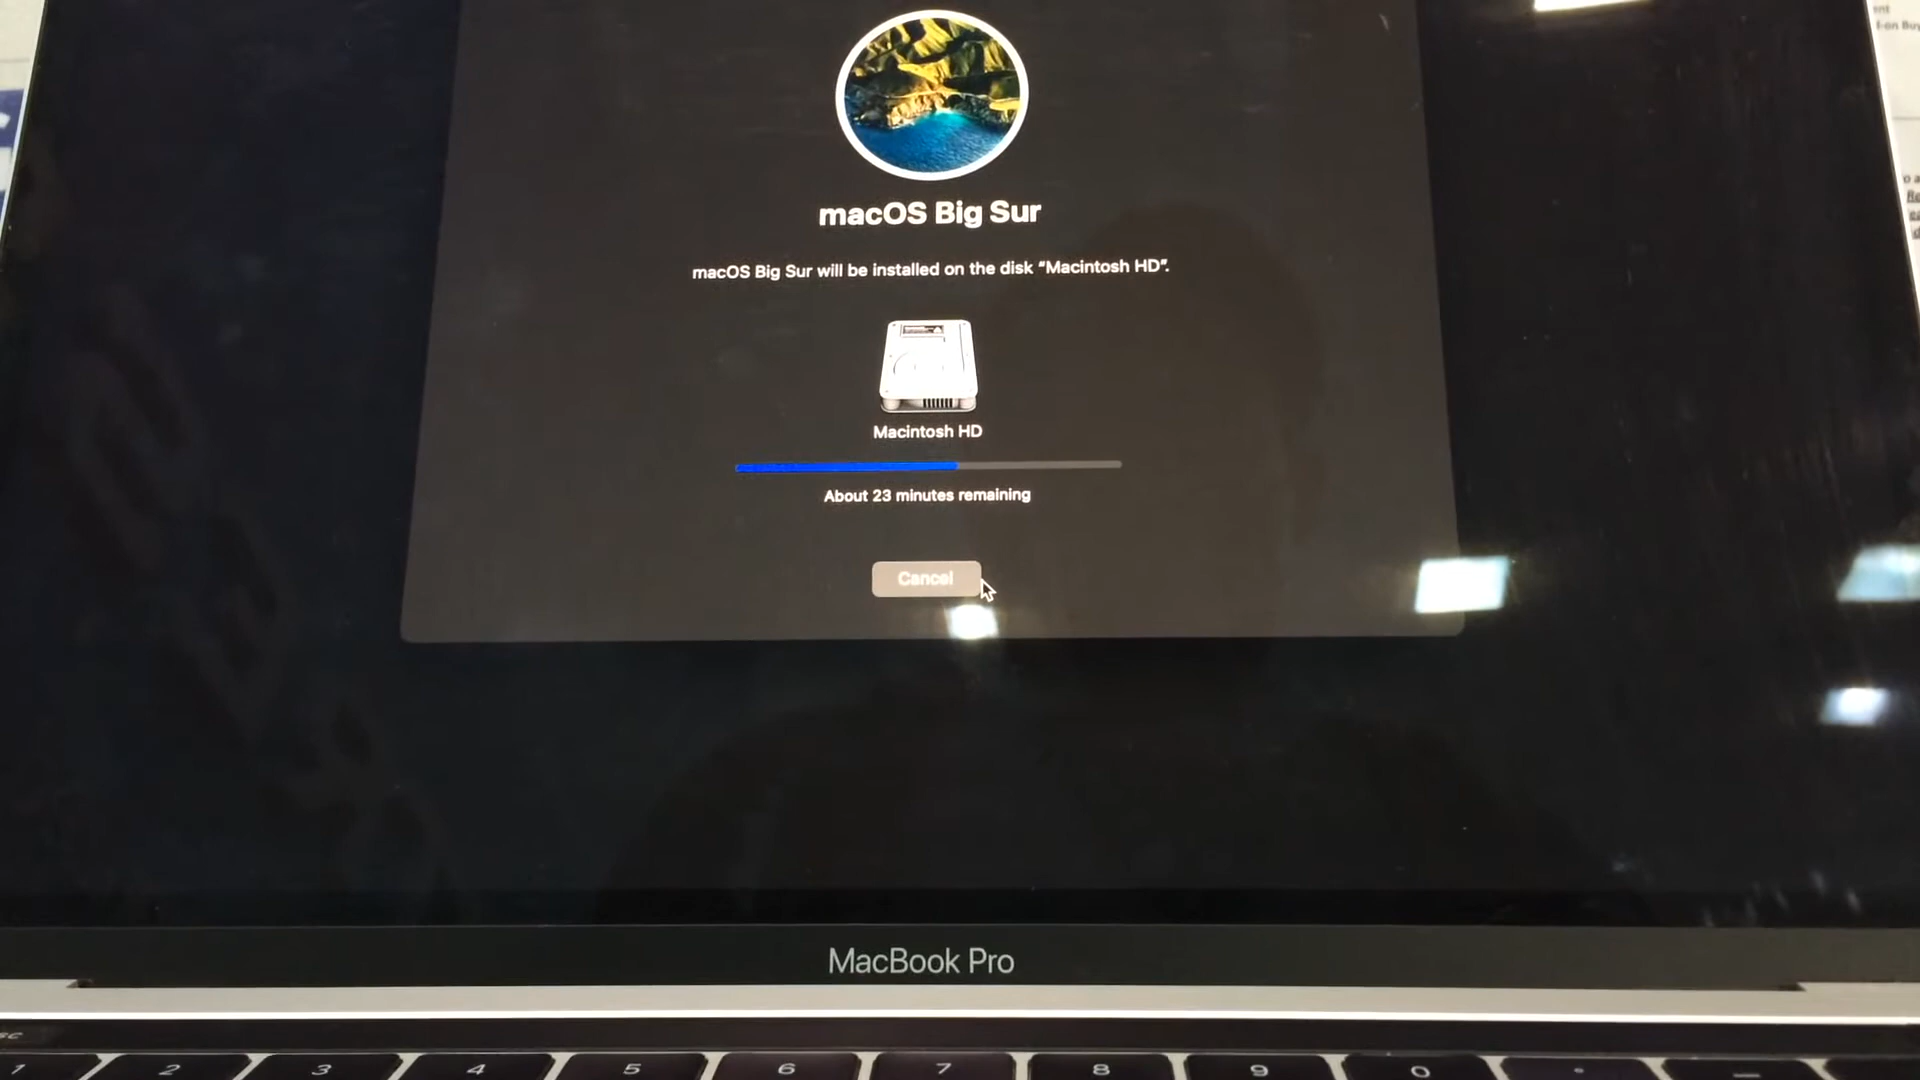 macOS Big Sur
macOS Big Sur will be installed on the disk “Macintosh HD”.
Macintosh HD
About 23 minutes remaining
Cancel
MacBook Pro
1 2 3 4 5 6 7 8 9 0